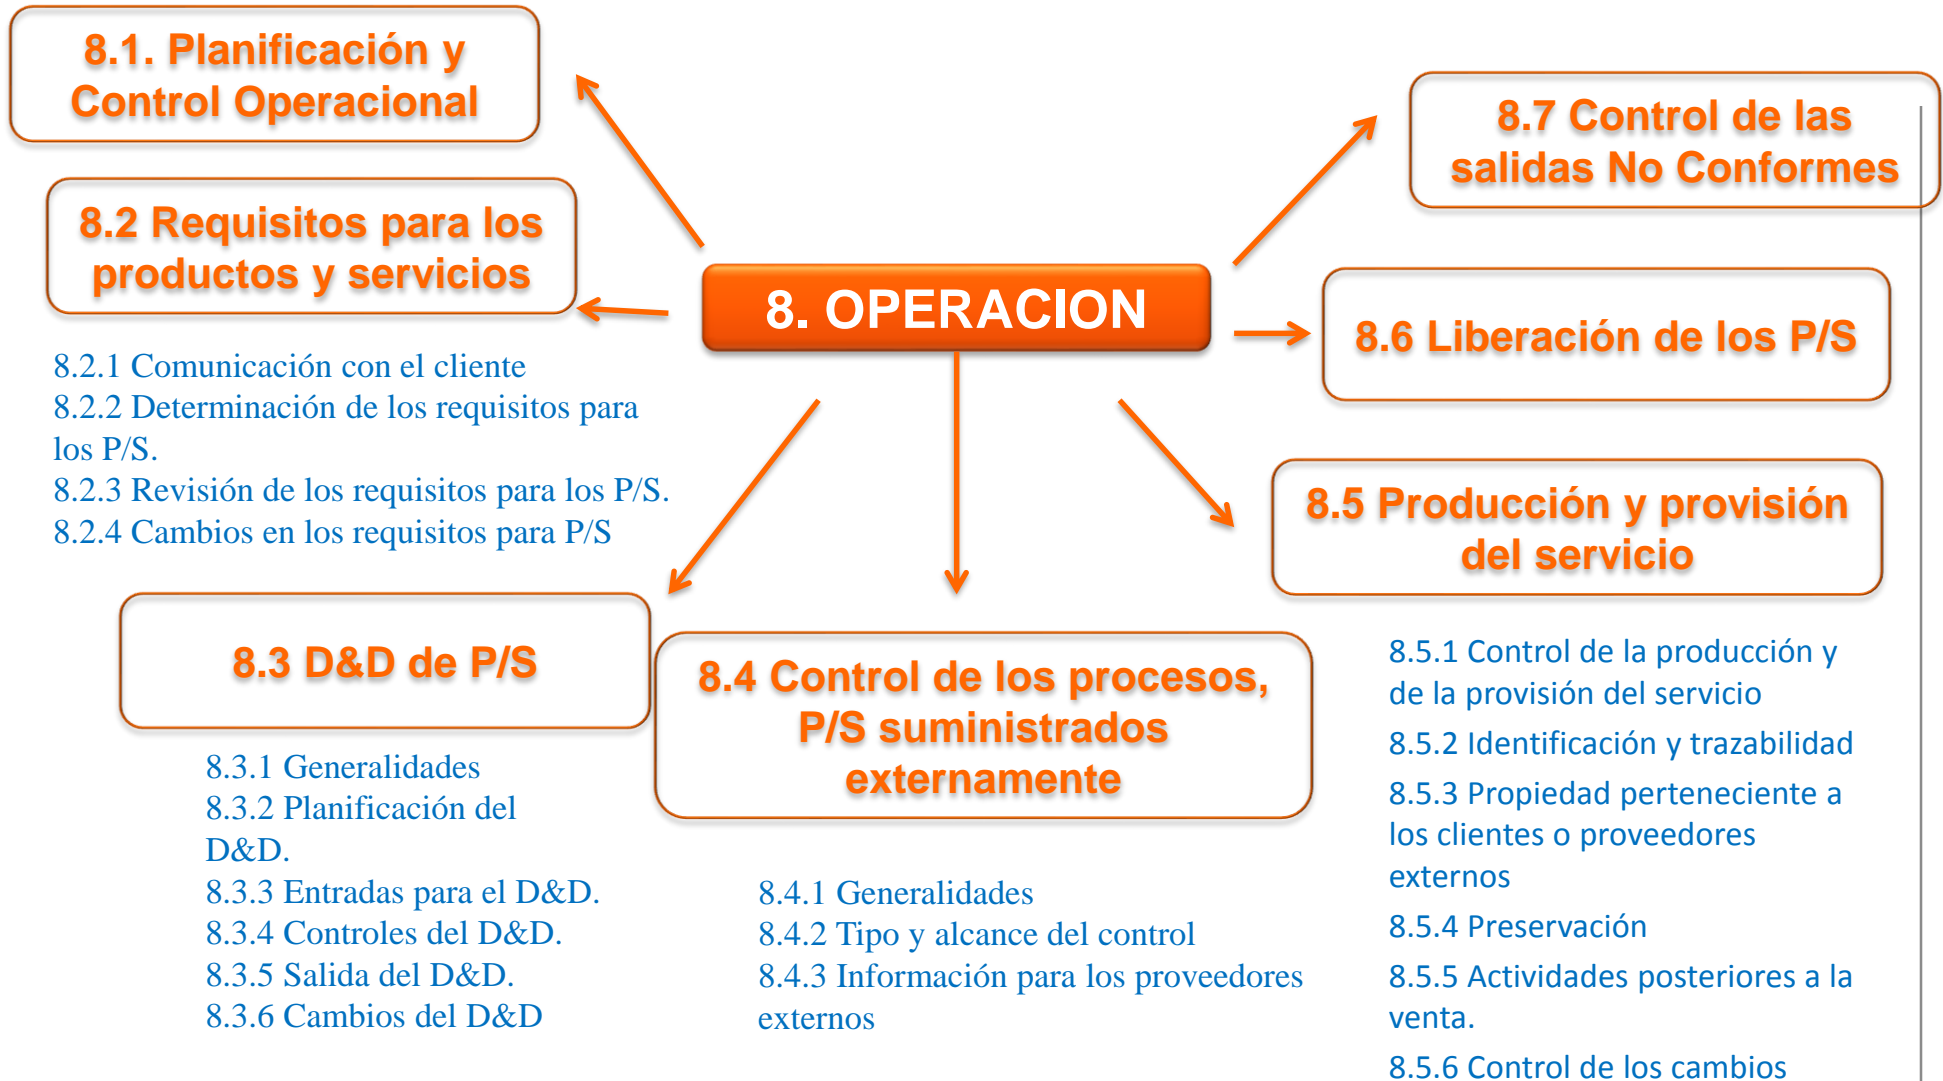 8.1. Planificación y
Control Operacional
8.2 Requisitos para los
productos y servicios
8.2.1 Comunicación con el cliente
8.2.2 Determinación de los requisitos para
los P/S.
8.2.3 Revisión de los requisitos para los P/S.
8.2.4 Cambios en los requisitos para P/S
8. OPERACION
8.3 D&D de P/S
8.3.1 Generalidades
8.3.2 Planificación del
D&D.
8.3.3 Entradas para el D&D.
8.3.4 Controles del D&D.
8.3.5 Salida del D&D.
8.3.6 Cambios del D&D
8.4 Control de los procesos,
P/S suministrados
externamente
8.4.1 Generalidades
8.4.2 Tipo y alcance del control
8.4.3 Información para los proveedores
externos
8.7 Control de las
salidas No Conformes
8.6 Liberación de los P/S
8.5 Producción y provisión
del servicio
8.5.1 Control de la producción y
de la provisión del servicio
8.5.2 Identificación y trazabilidad
8.5.3 Propiedad perteneciente a
los clientes o proveedores
externos
8.5.4 Preservación
8.5.5 Actividades posteriores a la
venta.
8.5.6 Control de los cambios